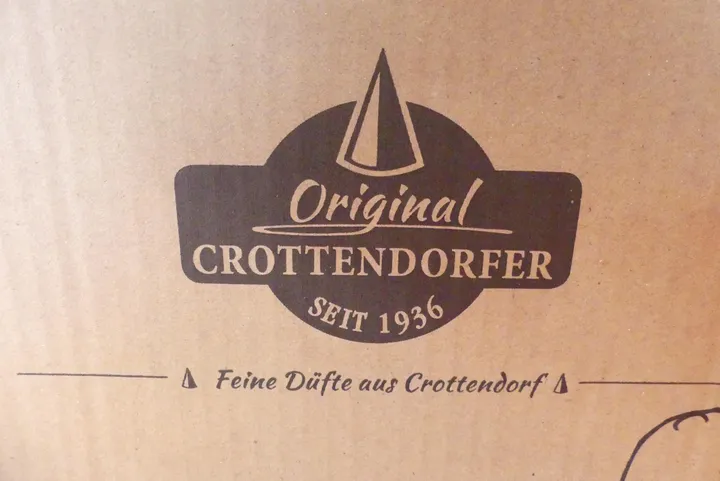 Original
CROTTENDORFER
SEIT 1936
Feine Düfte aus Crottendorf